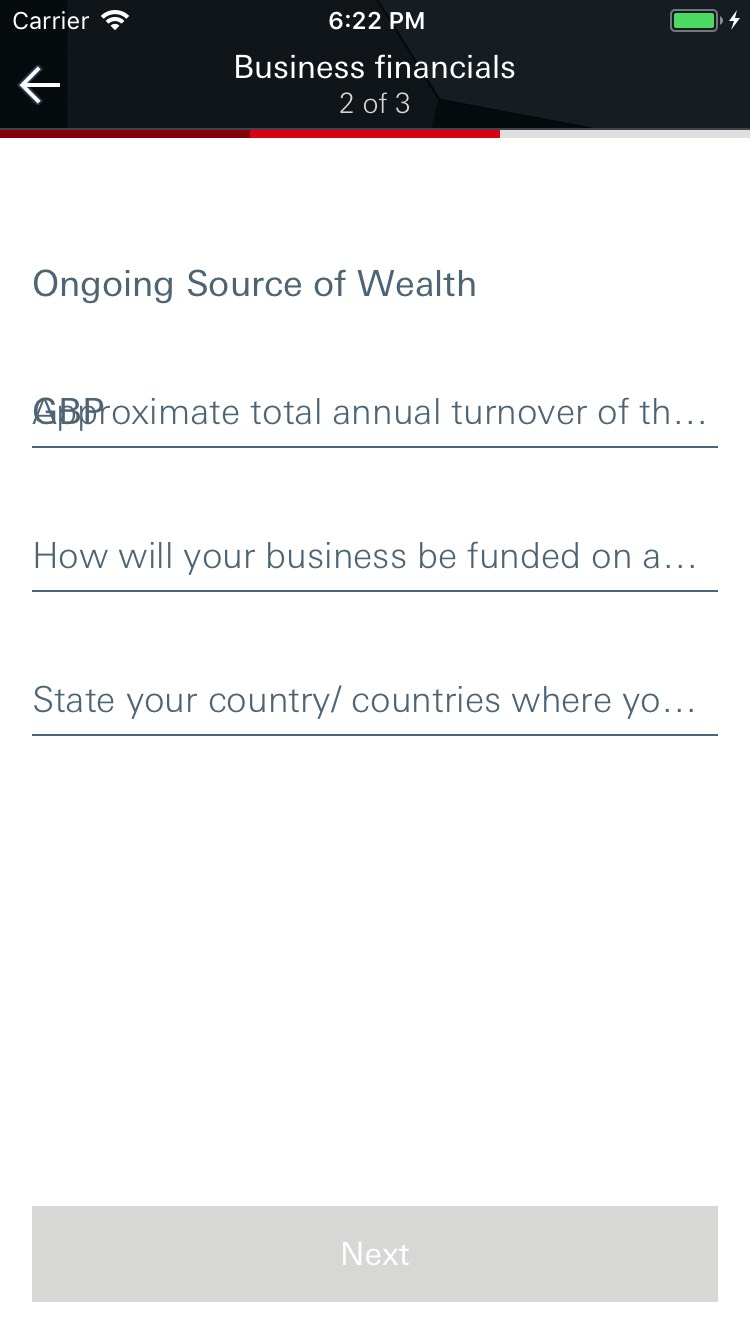 Carrier 6:22 PM
Business financials
2 of 3
Ongoing Source of Wealth
GBP
Approximate total annual turnover of th...
How will your business be funded on a...
State your country/ countries where yo...
Next